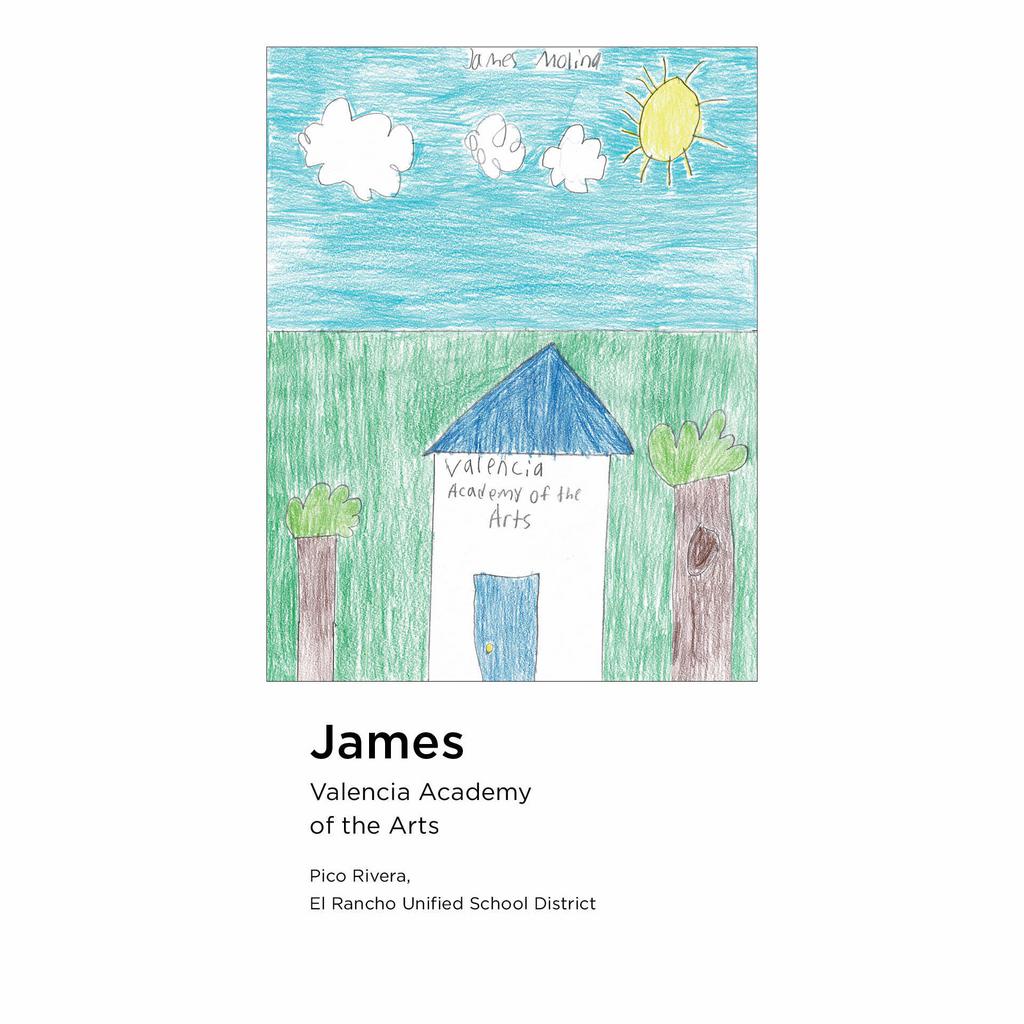 James Molina
Valencia
Academy of the
Arts
James
Valencia Academy
of the Arts
Pico Rivera,
El Rancho Unified School District